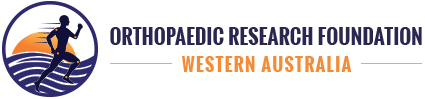 ORTHOPAEDIC RESEARCH FOUNDATION
WESTERN AUSTRALIA